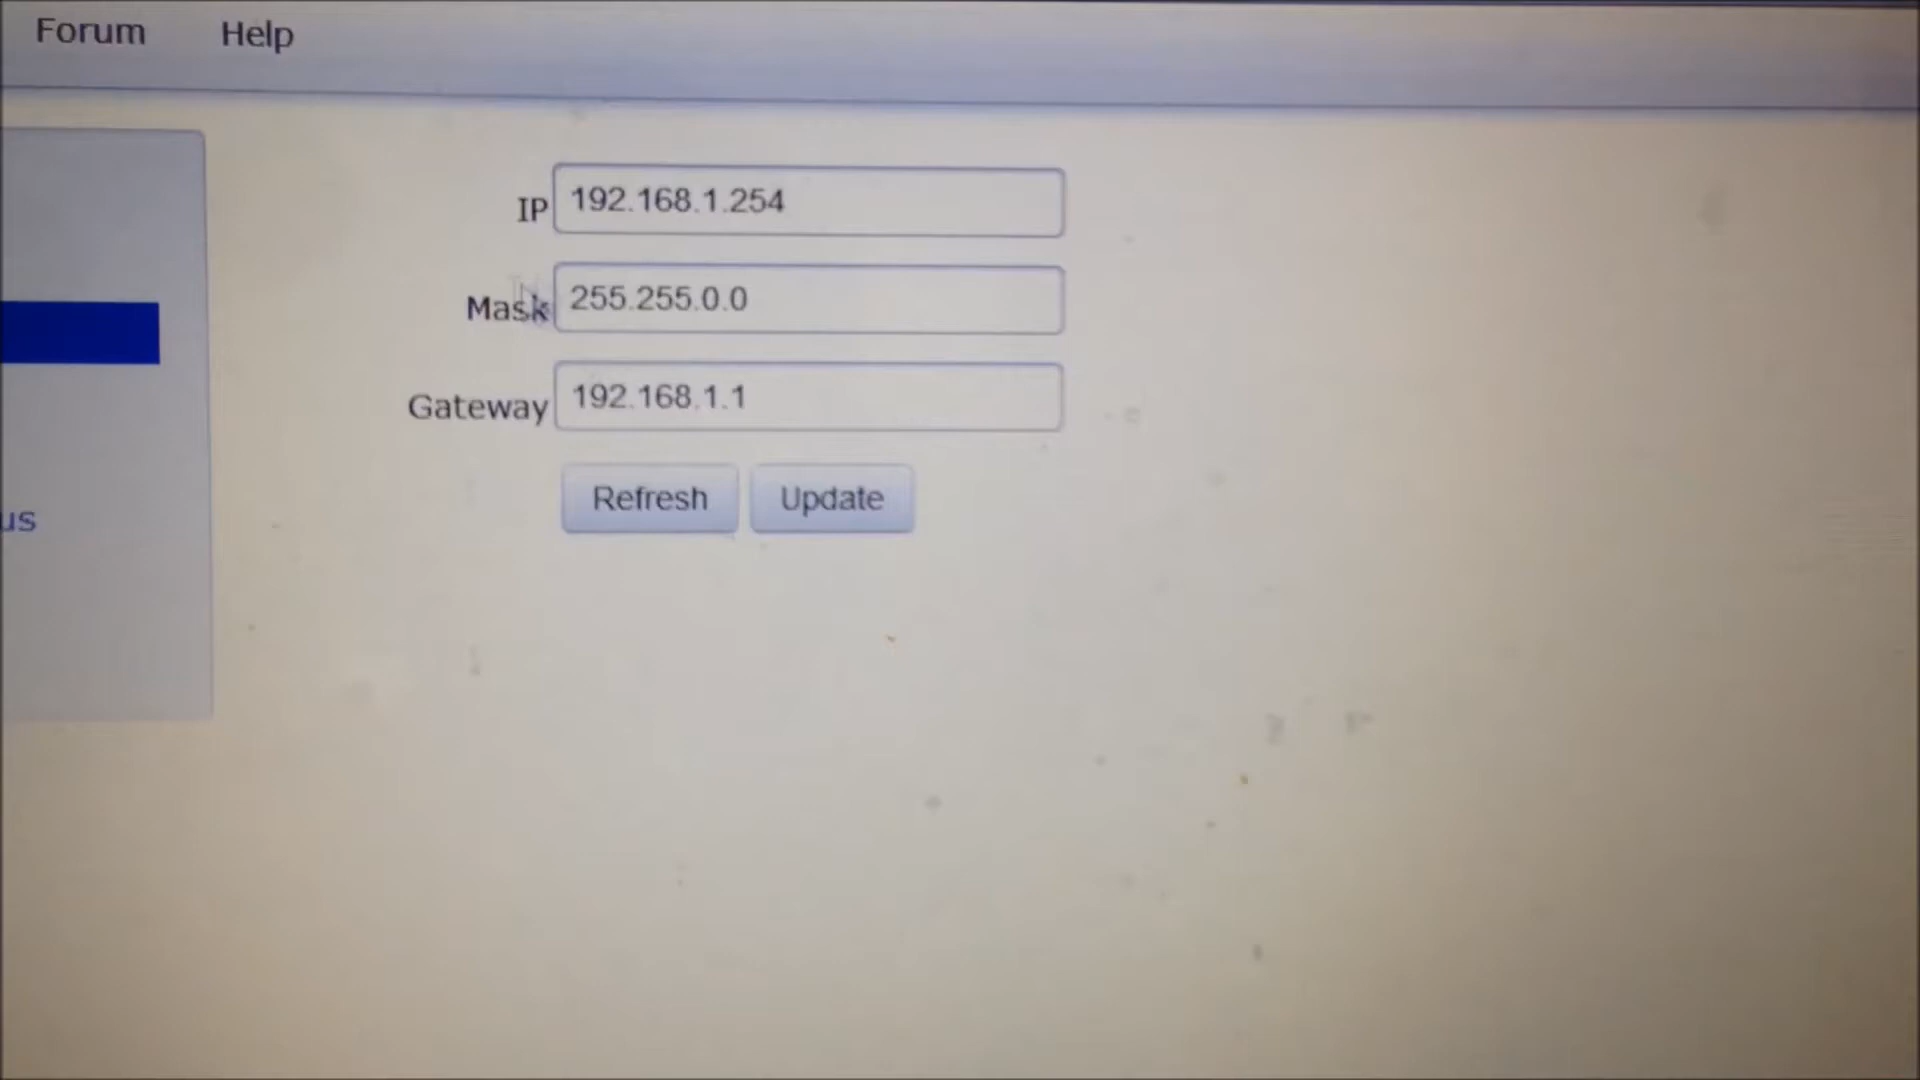 Forum Help
IP 192.168.1.254
Mask 255.255.0.0
Gateway 192.168.1.1
Refresh Update
us